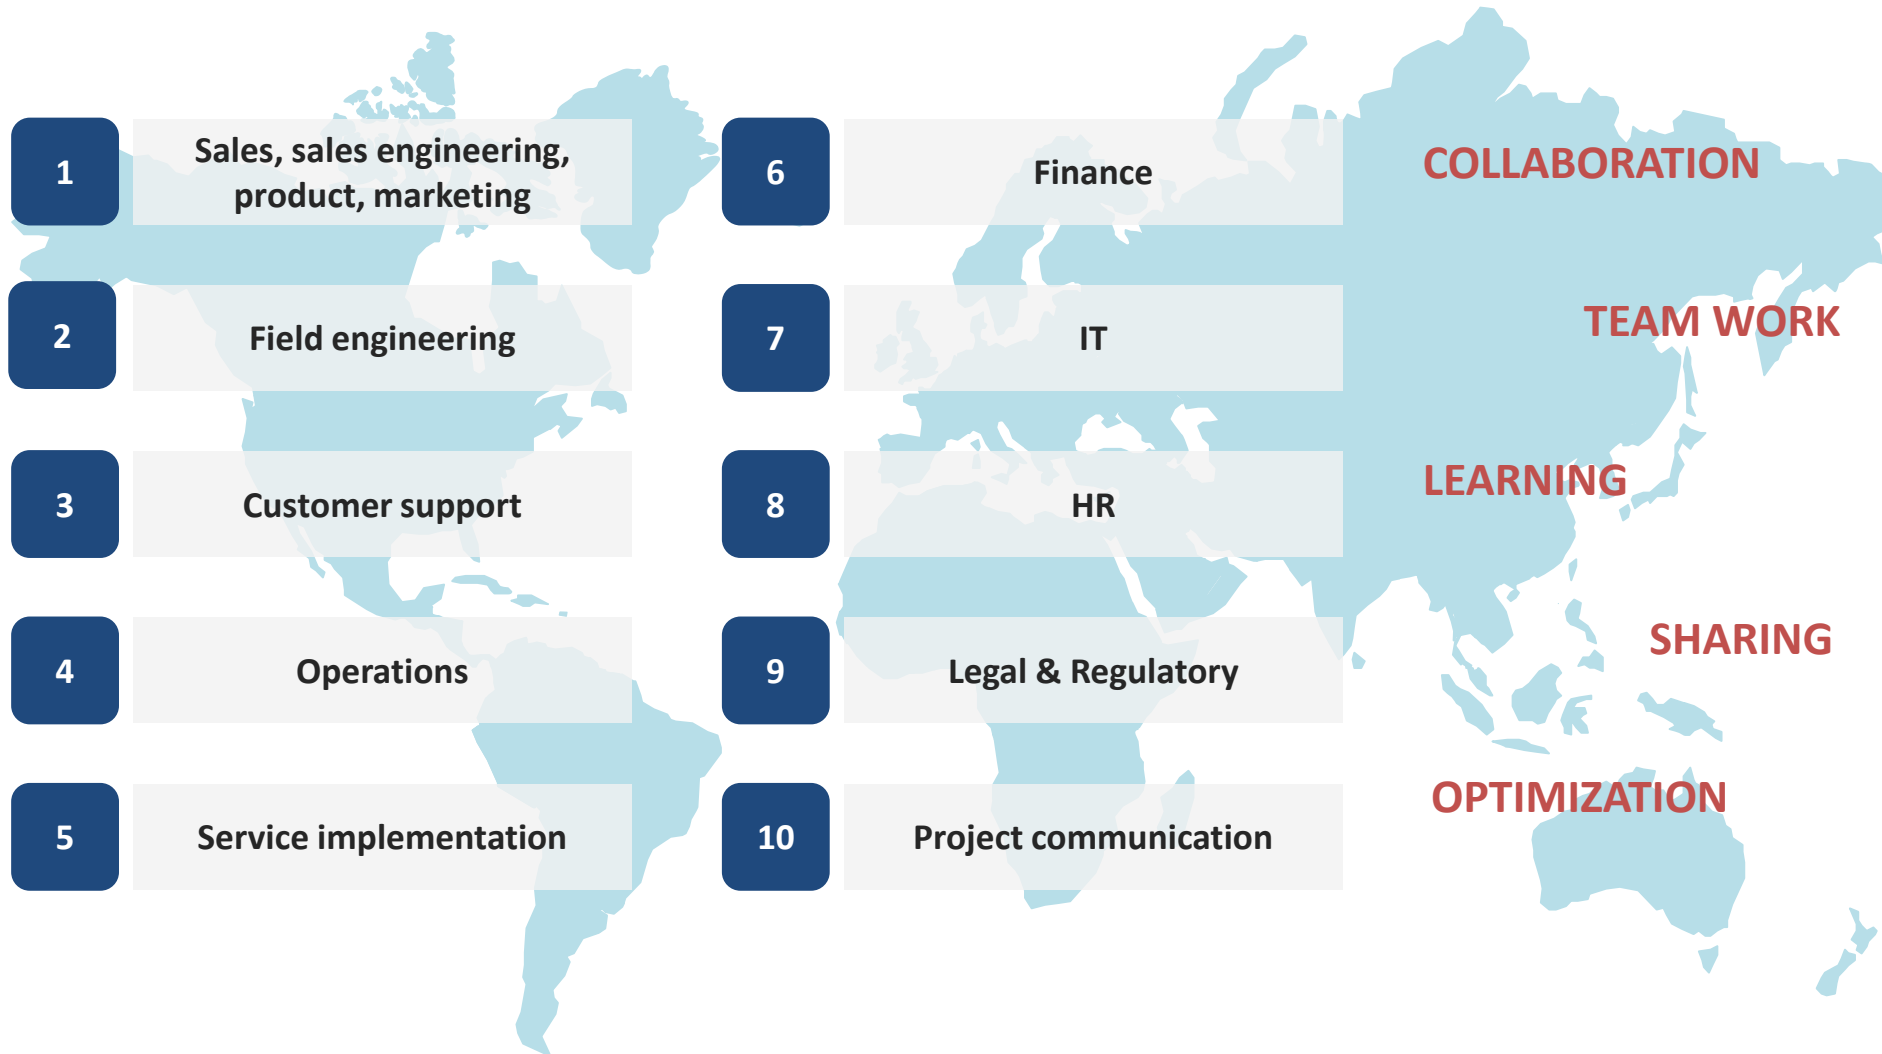 1
Sales, sales engineering,
product, marketing
2
Field engineering
3
Customer support
4
Operations
5
Service implementation
6
Finance
7
IT
8
HR
9
Legal & Regulatory
10
Project communication
COLLABORATION
TEAM WORK
LEARNING
SHARING
OPTIMIZATION